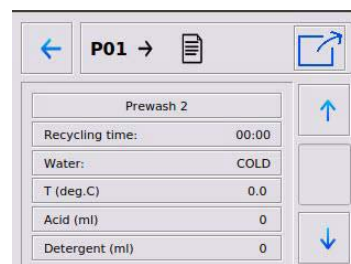 P01 →
Prewash 2
Recycling time: 00:00
Water: COLD
T (deg.C) 0.0
Acid (ml) 0
Detergent (ml) 0